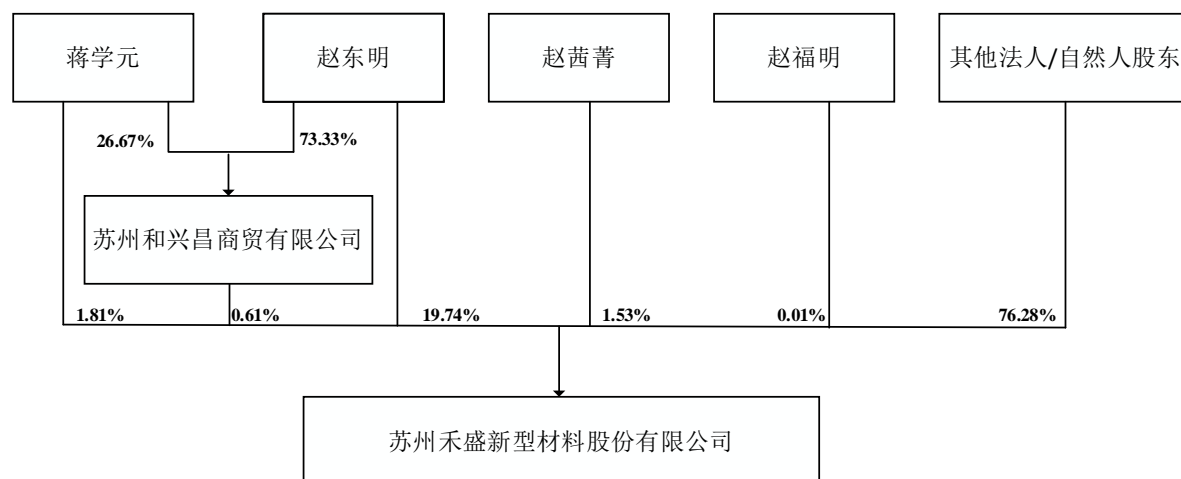 蒋学元
赵东明
赵茜菁
赵福明
其他法人/自然人股东
26.67%
73.33%
苏州和兴昌商贸有限公司
1.81%
0.61%
19.74%
1.53%
0.01%
76.28%
苏州禾盛新型材料股份有限公司